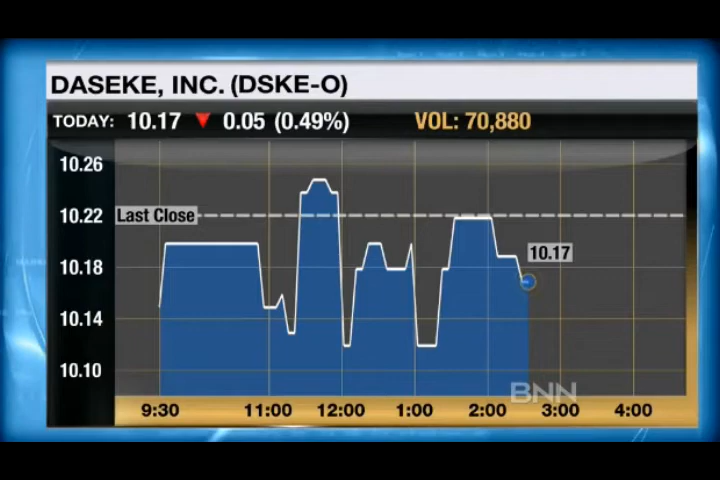 DASEKE, INC. (DSKE-O)
TODAY: 10.17 ▼ 0.05 (0.49%) VOL: 70,880
10.26
10.22 Last Close
10.18 10.17
10.14
10.10
BNN
9:30 11:00 12:00 1:00 2:00 3:00 4:00